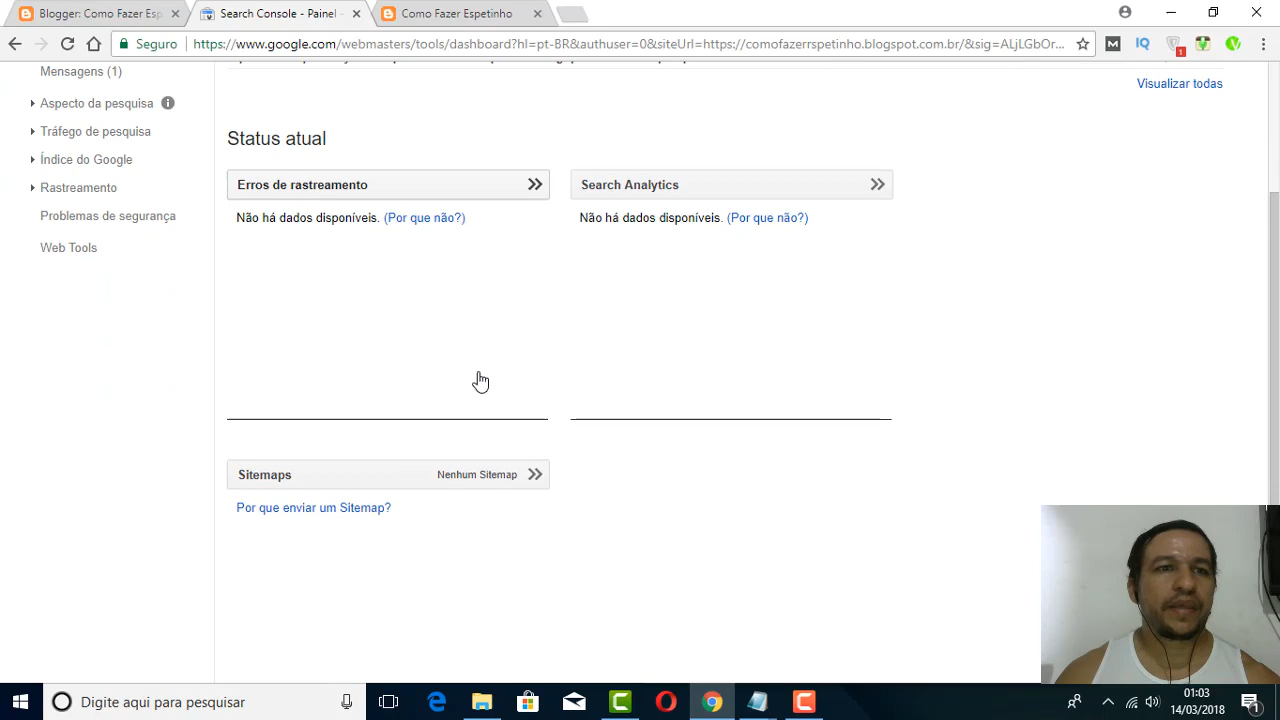 Blogger: Como Fazer Esp
Search Console - Painel -
Como Fazer Espetinho
Seguro
https://www.google.com/webmasters/tools/dashboard?hl=pt-BR&authuser=0&siteUrl=https://comofazerrspetinho.blogspot.com.br/&sig=ALjLGbOr...
M
IQ
1
V
Mensagens (1)
Visualizar todas
Aspecto da pesquisa
Tráfego de pesquisa
Índice do Google
Rastreamento
Problemas de segurança
Web Tools
Status atual
Erros de rastreamento
Search Analytics
Não há dados disponíveis. (Por que não?)
Não há dados disponíveis. (Por que não?)
Sitemaps
Nenhum Sitemap
Por que enviar um Sitemap?
Digite aqui para pesquisar
01:03
14/03/2018
1